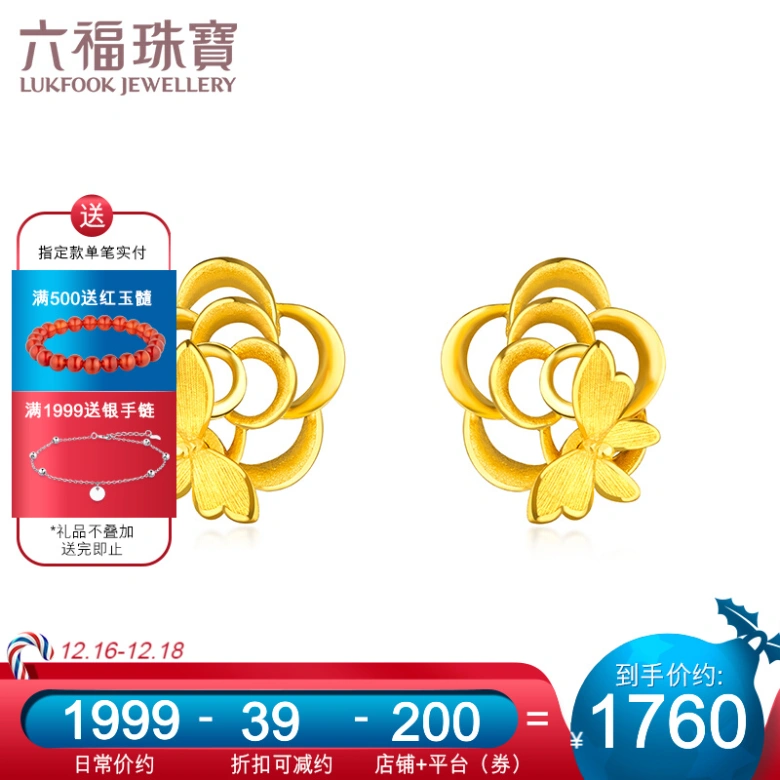 六福珠寶
LUKFOOK JEWELLERY
送
指定款单笔实付
满500送红玉髓
满1999送银手链
*礼品不叠加
送完即止
12.16-12.18
1999 - 39 - 200 =
日常价约 折扣可减约 店铺+平台（券）
到手价约:
¥1760